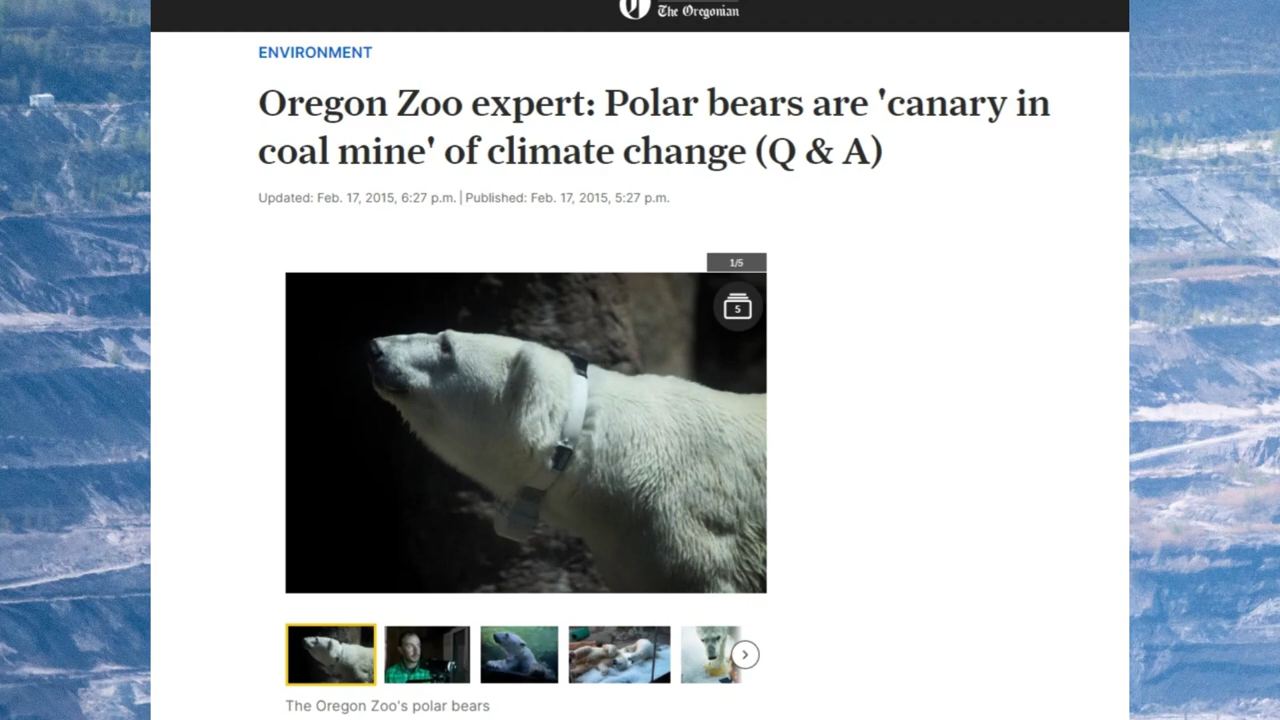 The Oregonian
ENVIRONMENT
Oregon Zoo expert: Polar bears are 'canary in
coal mine' of climate change (Q & A)
Updated: Feb. 17, 2015, 6:27 p.m. | Published: Feb. 17, 2015, 5:27 p.m.
1/5
5
The Oregon Zoo's polar bears